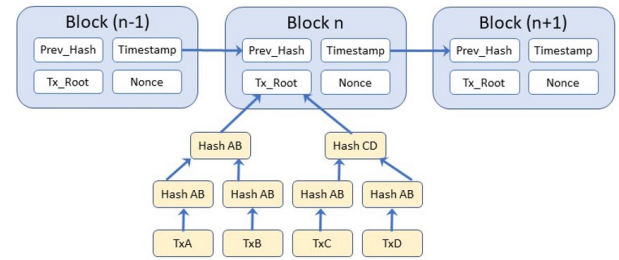 Block (n-1)
Block n
Block (n+1)
Prev_Hash Timestamp
Prev_Hash Timestamp
Prev_Hash Timestamp
Tx_Root Nonce
Tx_Root Nonce
Tx_Root Nonce
Hash AB
Hash CD
Hash AB
Hash AB
Hash AB
Hash AB
TxA
TxB
TxC
TxD